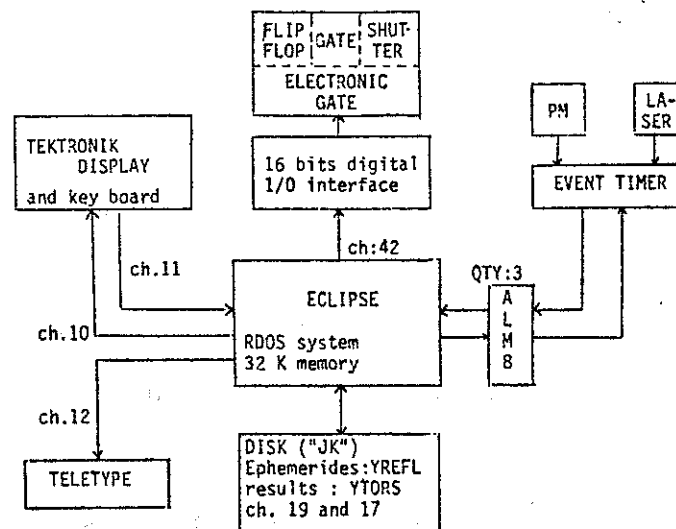 FLIP FLOP
GATE
SHUT-
TER
ELECTRONIC
GATE
PM
LA-
SER
TEKTRONIK
DISPLAY
and key board
16 bits digital
I/O interface
EVENT TIMER
ch.11
ch:42
QTY:3
ECLIPSE
RDOS system
32 K memory
A
L
M
8
ch.10
ch.12
TELETYPE
DISK ("JK")
Ephemerides:YREFL
results : YTORS
ch. 19 and 17